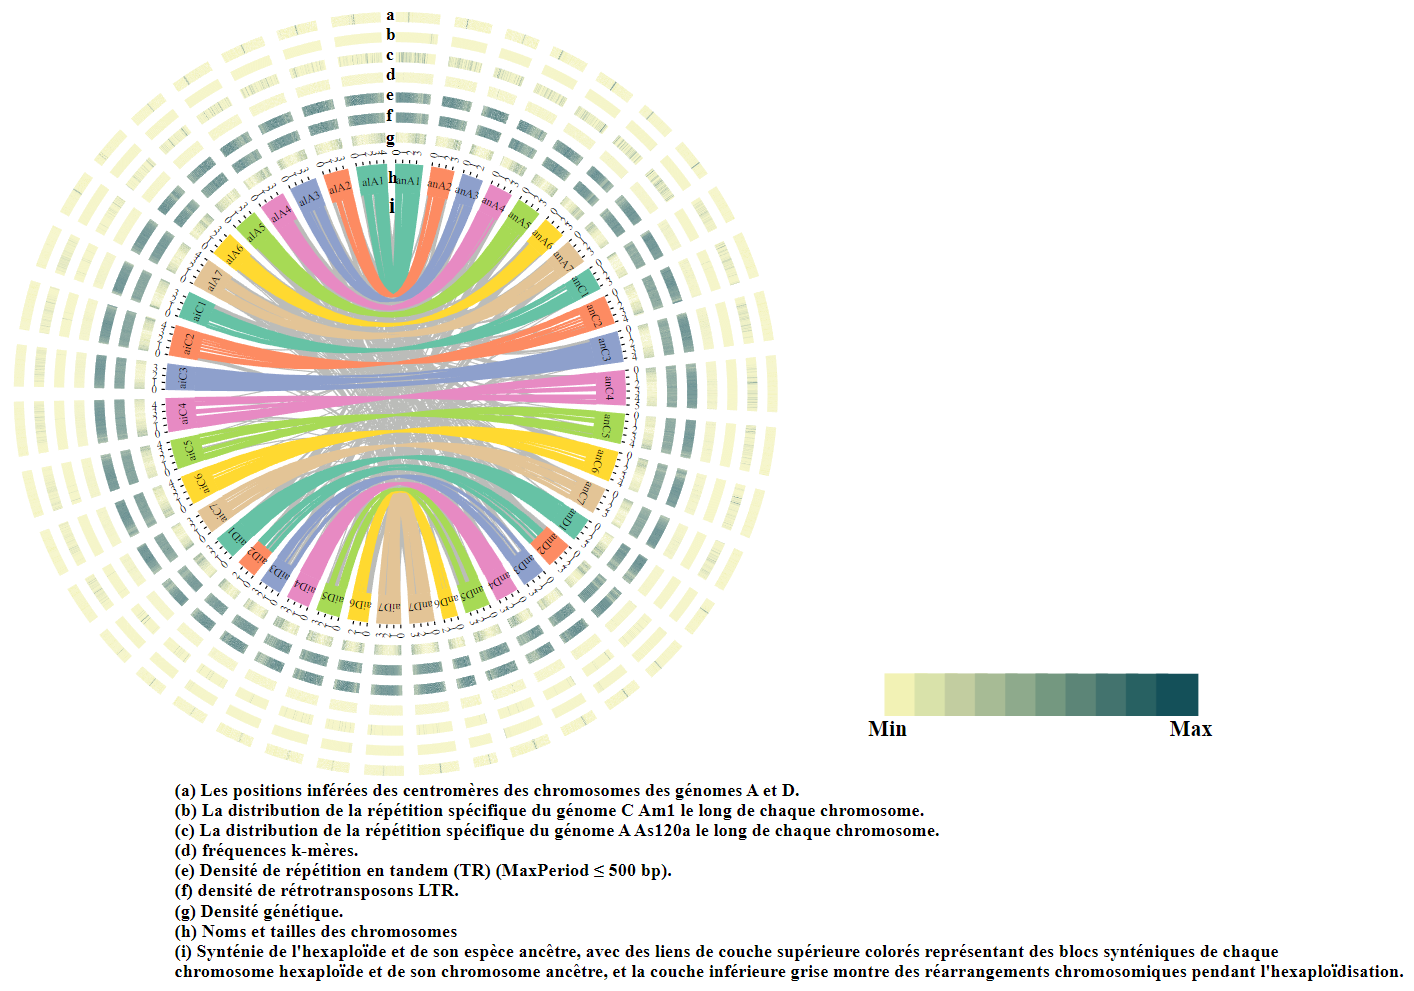 a
b
c
d
e
f
g
h
i
alA1
anA1
alA2
anA2
alA3
anA3
alA4
anA4
alA5
anA5
alA6
anA6
alA7
anA7
aiC1
anC1
aiC2
anC2
aiC3
anC3
aiC4
anC4
aiC5
anC5
aiC6
anC6
aiC7
anC7
aiD1
anD1
aiD2
anD2
aiD3
anD3
aiD4
anD4
aiD5
anD5
aiD6
anD6
aiD7
anD7
Min Max
(a) Les positions inférées des centromères des chromosomes des génomes A et D.
(b) La distribution de la répétition spécifique du génome C Am1 le long de chaque chromosome.
(c) La distribution de la répétition spécifique du génome A As120a le long de chaque chromosome.
(d) fréquences k-mères.
(e) Densité de répétition en tandem (TR) (MaxPeriod ≤ 500 bp).
(f) densité de rétrotransposons LTR.
(g) Densité génétique.
(h) Noms et tailles des chromosomes
(i) Synténie de l'hexaploïde et de son espèce ancêtre, avec des liens de couche supérieure colorés représentant des blocs synténiques de chaque
chromosome hexaploïde et de son chromosome ancêtre, et la couche inférieure grise montre des réarrangements chromosomiques pendant l'hexaploïdisation.